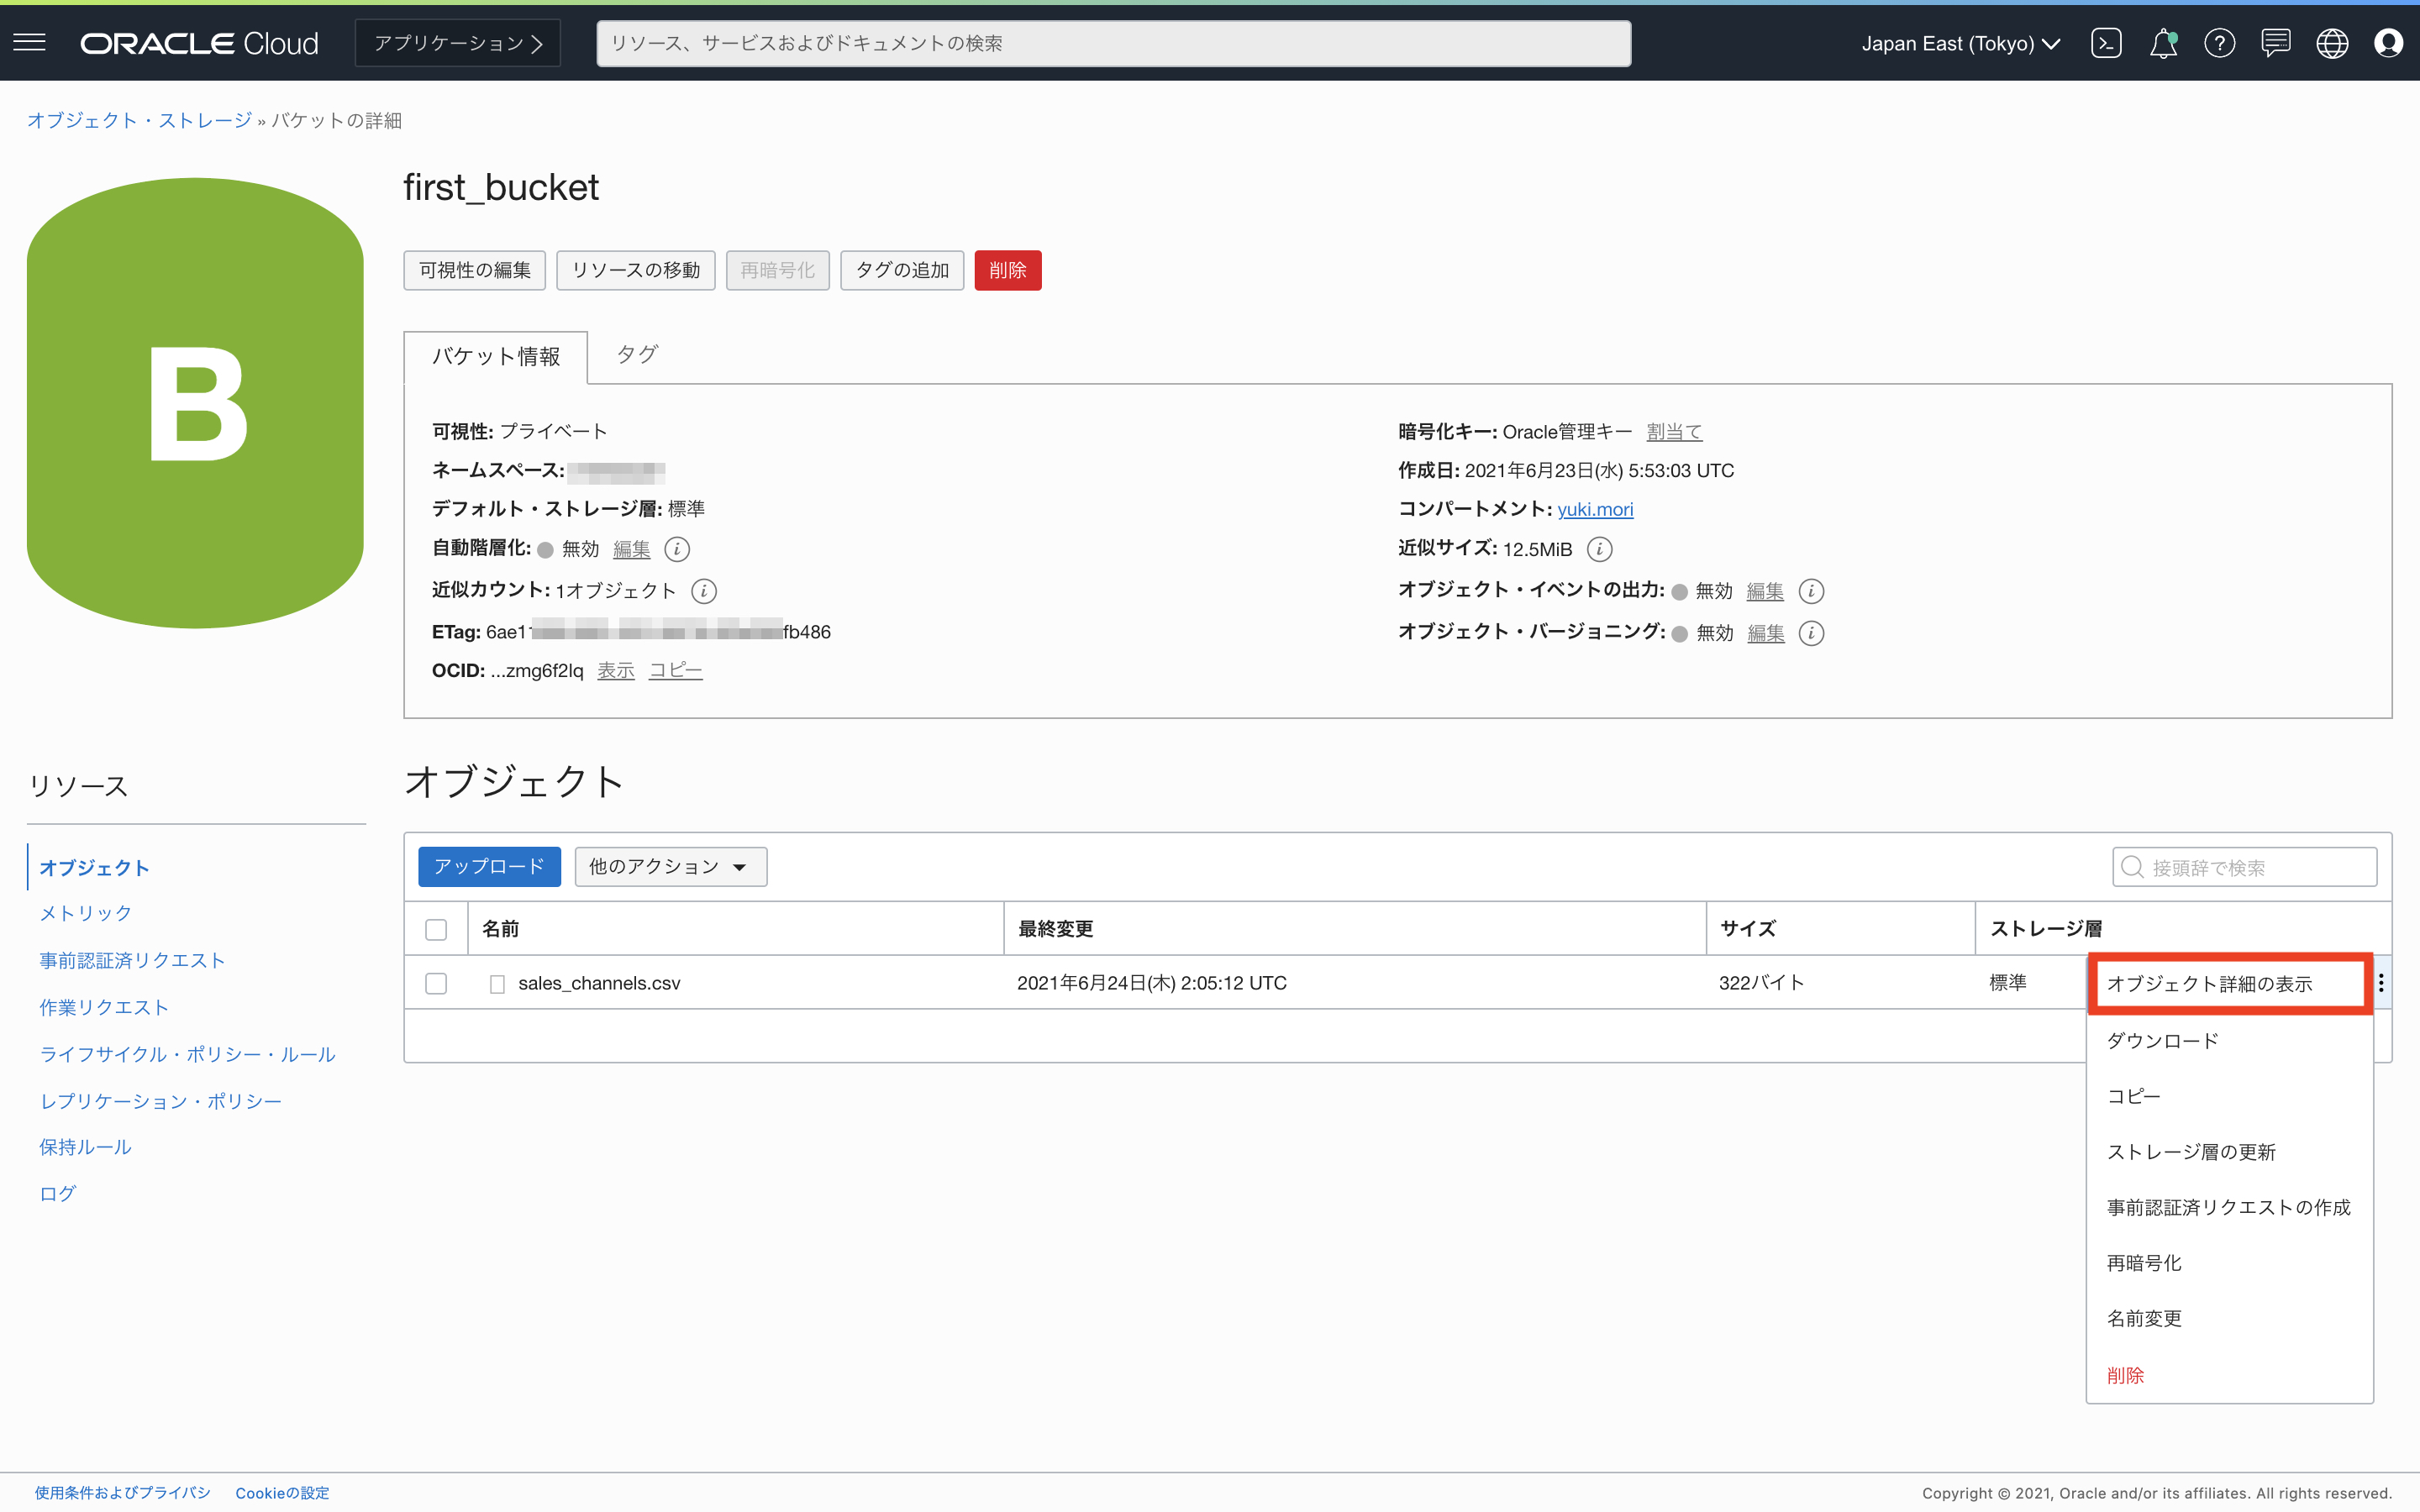 ORACLE Cloud アプリケーション リソース、サービスおよびドキュメントの検索 Japan East (Tokyo)
オブジェクト・ストレージ » バケットの詳細
B
first_bucket
可視性の編集 リソースの移動 再暗号化 タグの追加 削除
バケット情報 タグ
可視性: プライベート
ネームスペース:
デフォルト・ストレージ層: 標準
自動階層化: 無効 編集
近似カウント: 1オブジェクト
ETag: 6ae1 fb486
OCID: ...zmg6f2lq 表示 コピー
暗号化キー: Oracle管理キー 割当て
作成日: 2021年6月23日(水) 5:53:03 UTC
コンパートメント: yuki.mori
近似サイズ: 12.5MiB
オブジェクト・イベントの出力: 無効 編集
オブジェクト・バージョニング: 無効 編集
リソース
オブジェクト
メトリック
事前認証済リクエスト
作業リクエスト
ライフサイクル・ポリシー・ルール
レプリケーション・ポリシー
保持ルール
ログ
オブジェクト
アップロード 他のアクション 接頭辞で検索
名前 最終変更 サイズ ストレージ層
sales_channels.csv 2021年6月24日(木) 2:05:12 UTC 322バイト 標準
オブジェクト詳細の表示
ダウンロード
コピー
ストレージ層の更新
事前認証済リクエストの作成
再暗号化
名前変更
削除
使用条件およびプライバシ Cookieの設定 Copyright © 2021, Oracle and/or its affiliates. All rights reserved.